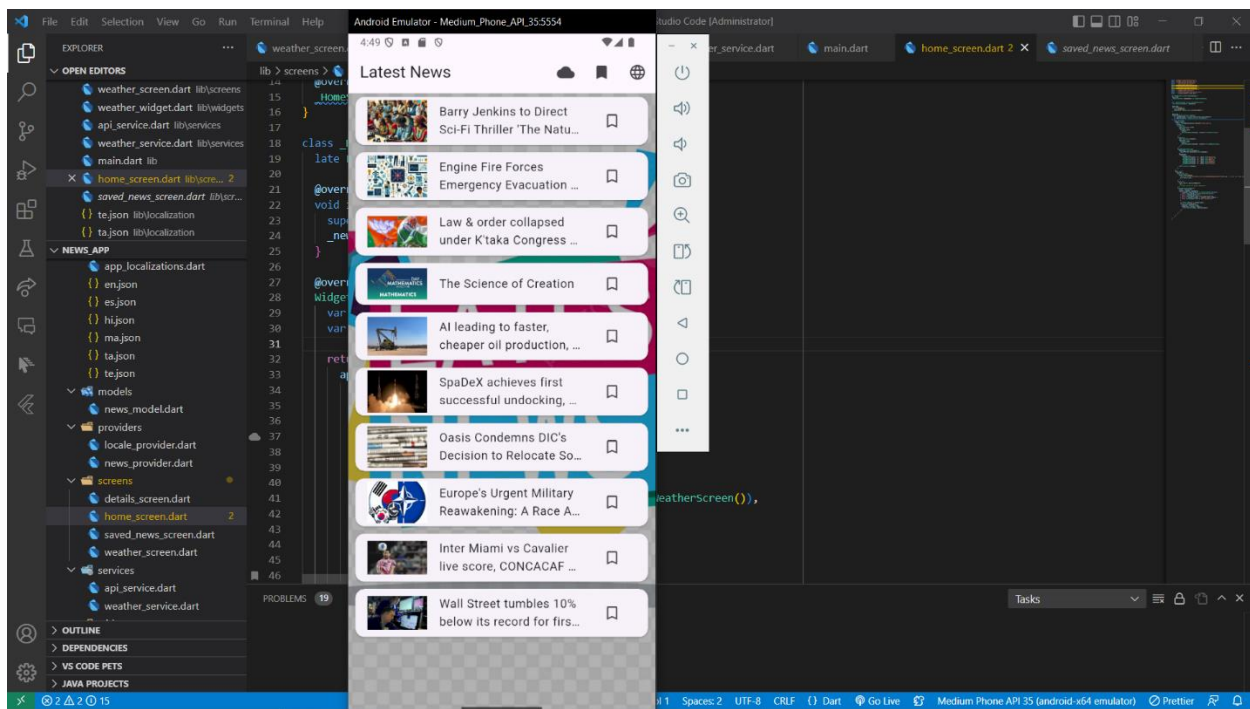 File Edit Selection View Go Run Terminal Help
Studio Code [Administrator]
EXPLORER
OPEN EDITORS
weather_screen.dart lib\screens
weather_widget.dart lib\widgets
api_service.dart lib\services
weather_service.dart lib\services
main.dart lib
home_screen.dart lib\scre... 2
saved_news_screen.dart lib\scr...
te.json lib\localization
ta.json lib\localization
NEWS_APP
app_localizations.dart
en.json
es.json
hi.json
ma.json
ta.json
te.json
models
news_model.dart
providers
locale_provider.dart
news_provider.dart
screens
details_screen.dart
home_screen.dart 2
saved_news_screen.dart
weather_screen.dart
services
api_service.dart
weather_service.dart
OUTLINE
DEPENDENCIES
VS CODE PETS
JAVA PROJECTS
weather_screen.
er_service.dart
main.dart
home_screen.dart 2
saved_news_screen.dart
lib > screens >
14 @over
15 _Home
16 }
17
18 class _
19 late
20
21 @over
22 void
23 sup
24 _ne
25 }
26
27 @over
28 Widge
29 var
30 var
31
32 ret
33 a
34
35
36
37
38
39
40
41 WeatherScreen()),
42
43
44
45
46
PROBLEMS 19
Tasks
Android Emulator - Medium_Phone_API_35:5554
4:49
Latest News
Barry Jenkins to Direct
Sci-Fi Thriller 'The Natu...
Engine Fire Forces
Emergency Evacuation ...
Law & order collapsed
under K'taka Congress ...
MATHEMATICS
MATHEMATICS
The Science of Creation
AI leading to faster,
cheaper oil production, ...
SpaDeX achieves first
successful undocking, ...
Oasis Condemns DIC's
Decision to Relocate So...
Europe's Urgent Military
Reawakening: A Race A...
Inter Miami vs Cavalier
live score, CONCACAF ...
Wall Street tumbles 10%
below its record for firs...
2 2 15
1 Spaces: 2 UTF-8 CRLF {} Dart Go Live Medium Phone API 35 (android-x64 emulator) Prettier